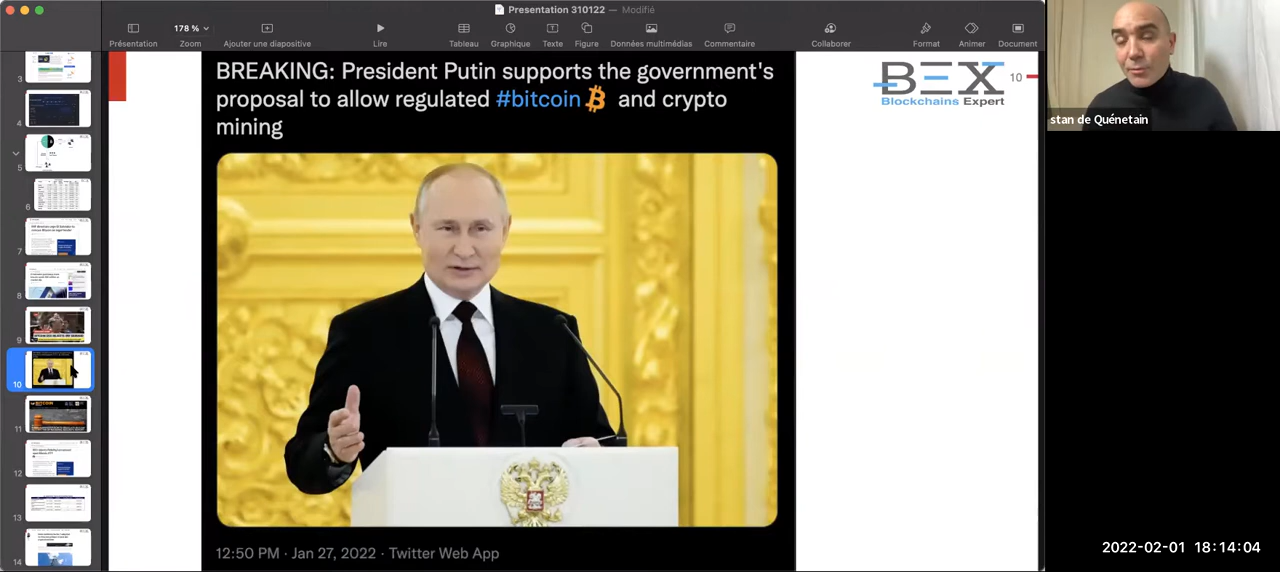 Presentation 310122 — Modifié
178 %
Présentation
Zoom
Ajouter une diapositive
Lire
Tableau
Graphique
Texte
Figure
Données multimédias
Commentaire
Collaborer
Format
Animer
Document
BREAKING: President Putin supports the government's
proposal to allow regulated #bitcoin and crypto
mining
BEX
Blockchains Expert
10
stan de Quénetain
3
4
5
6
7
8
9
10
11
12
13
14
12:50 PM · Jan 27, 2022 · Twitter Web App
2022-02-01 18:14:04